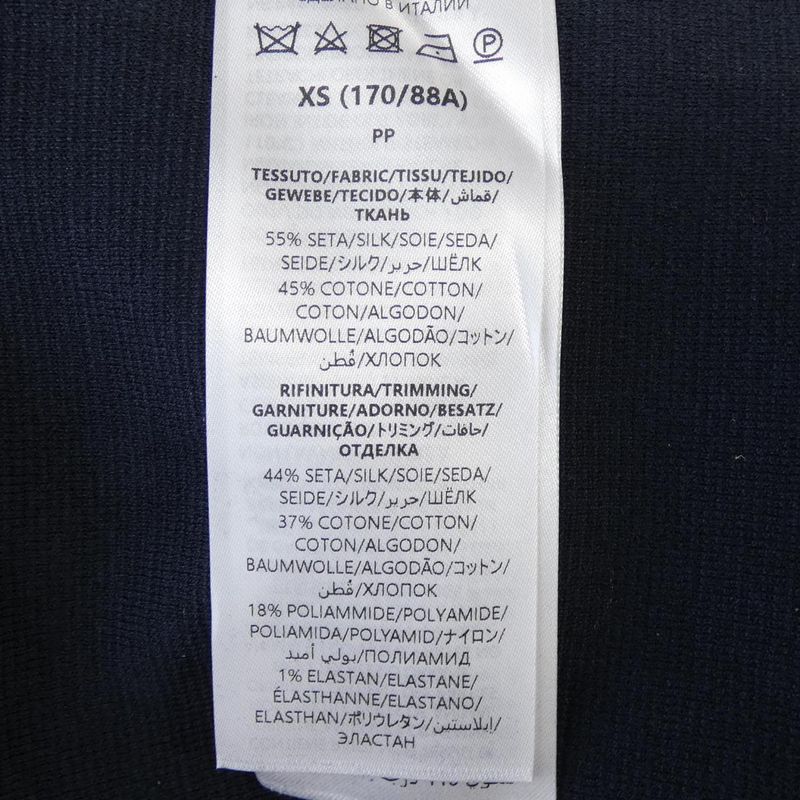 СДЕЛАНО В ИТАЛИИ
P
XS (170/88A)
PP
TESSUTO/FABRIC/TISSU/TEJIDO/
GEWEBE/TECIDO/本体/قماش/
ТКАНЬ
55% SETA/SILK/SOIE/SEDA/
SEIDE/シルク/حرير/ШЁЛК
45% COTONE/COTTON/
COTON/ALGODON/
BAUMWOLLE/ALGODÃO/コットン/
قُطن/ХЛОПОК
RIFINITURA/TRIMMING/
GARNITURE/ADORNO/BESATZ/
GUARNIÇÃO/トリミング/حافات/
ОТДЕЛКА
44% SETA/SILK/SOIE/SEDA/
SEIDE/シルク/حرير/ШЁЛК
37% COTONE/COTTON/
COTON/ALGODON/
BAUMWOLLE/ALGODÃO/コットン/
قُطن/ХЛОПОК
18% POLIAMMIDE/POLYAMIDE/
POLIAMIDA/POLYAMID/ナイロン/
بولي أميد/ПОЛИАМИД
1% ELASTAN/ELASTANE/
ÉLASTHANNE/ELASTANO/
ELASTHAN/ポリウレタン/إيلاستين/
ЭЛАСТАН